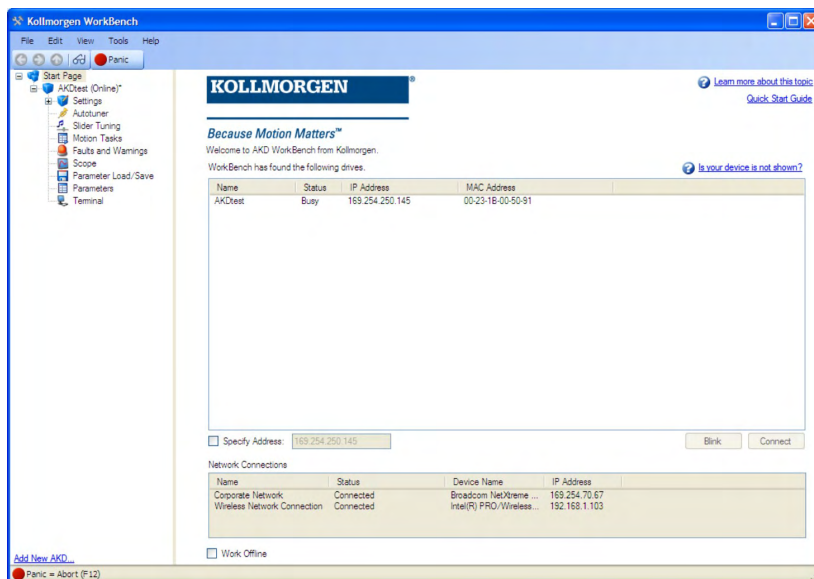 Kollmorgen WorkBench
File Edit View Tools Help
Panic
Start Page
AKDtest (Online)*
Settings
Autotuner
Slider Tuning
Motion Tasks
Faults and Warnings
Scope
Parameter Load/Save
Parameters
Terminal
Add New AKD...
KOLLMORGEN®
Because Motion Matters™
Learn more about this topic
Quick Start Guide
Welcome to AKD WorkBench from Kollmorgen.
WorkBench has found the following drives.
Is your device is not shown?
Name Status IP Address MAC Address
AKDtest Busy 169.254.250.145 00-23-1B-00-50-91
Specify Address: 169.254.250.145 Blink Connect
Network Connections
Name Status Device Name IP Address
Corporate Network Connected Broadcom NetXtreme ... 169.254.70.67
Wireless Network Connection Connected Intel(R) PRO/Wireless... 192.168.1.103
Work Offline
Panic = Abort (F12)